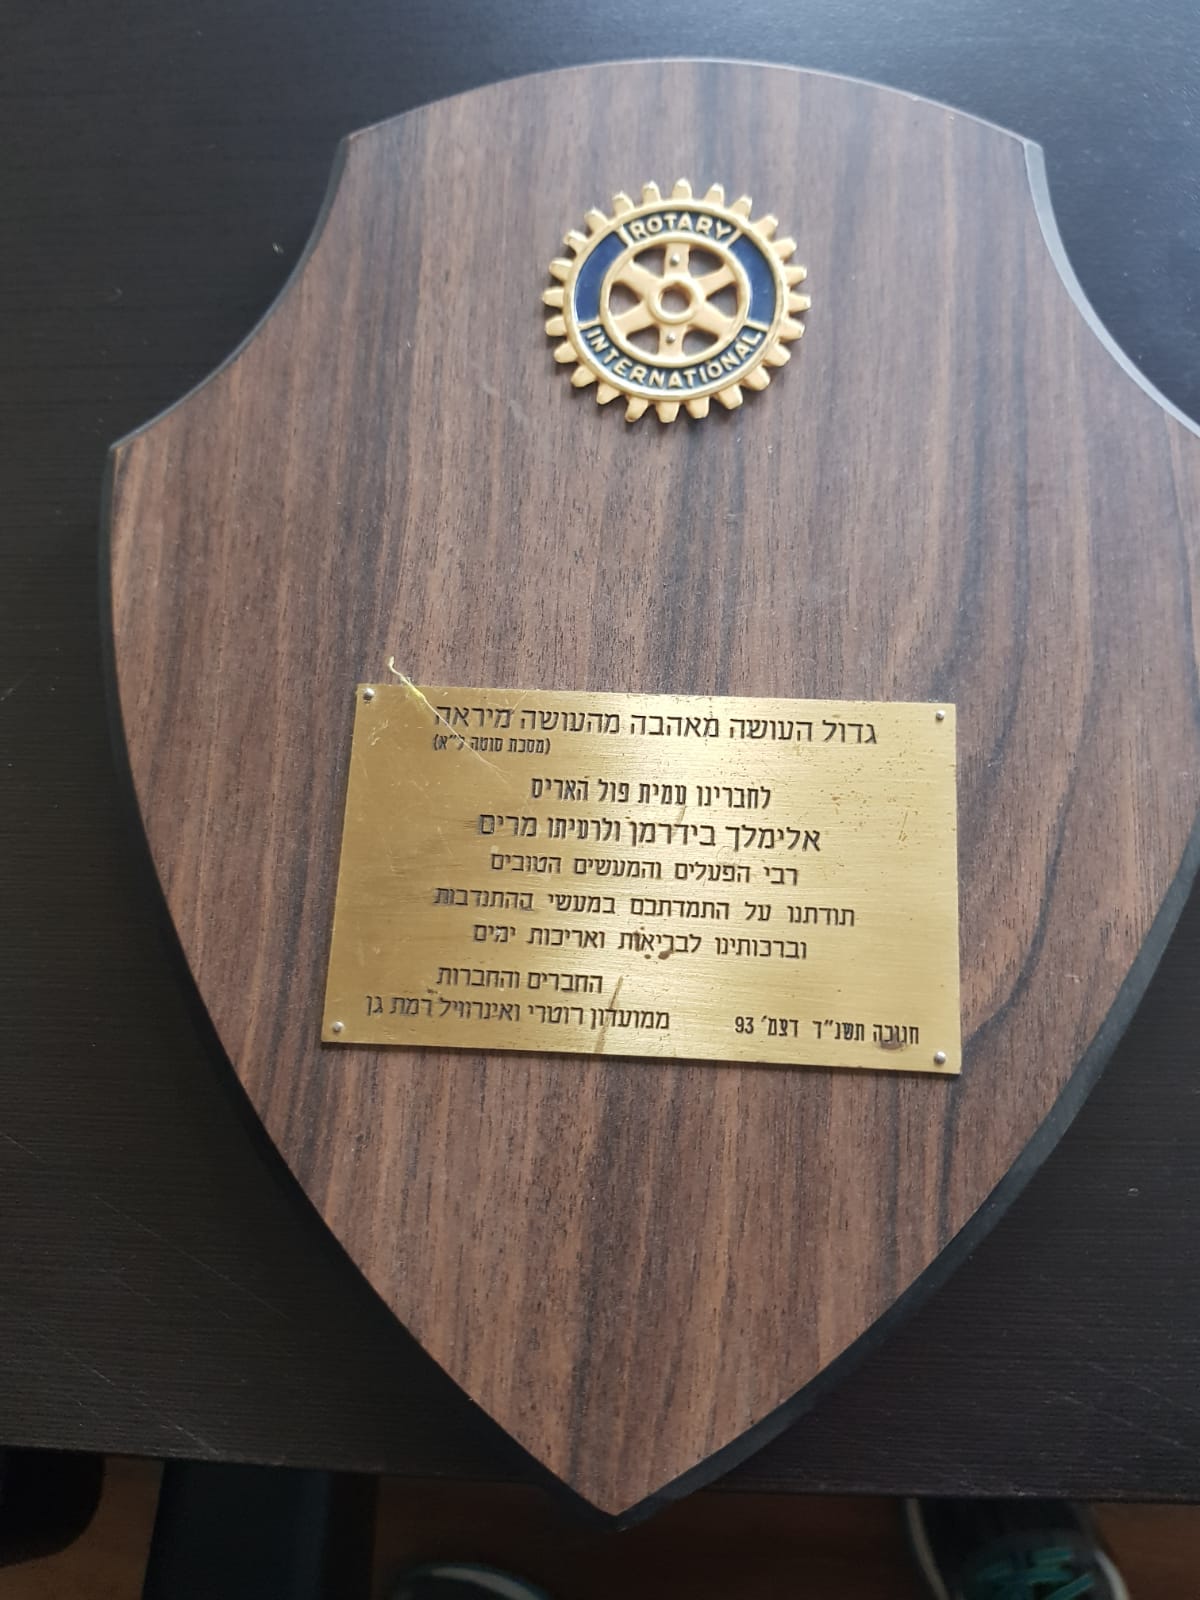 ROTARY
INTERNATIONAL
גדול העושה מאהבה מהעושה מיראה
(מסכת סוטה ל"א)
לחברינו עמית פול האריס
אלימלך בידרמן ולרעיתו מרים
רבי הפעלים והמעשים הטובים
תודתנו על התמדתכם במעשי ההתנדבות
וברכותינו לבריאות ואריכות ימים
החברים והחברות
ממועדון רוטרי ואינרוויל רמת גן
חנוכה תשנ"ד דצמ' 93